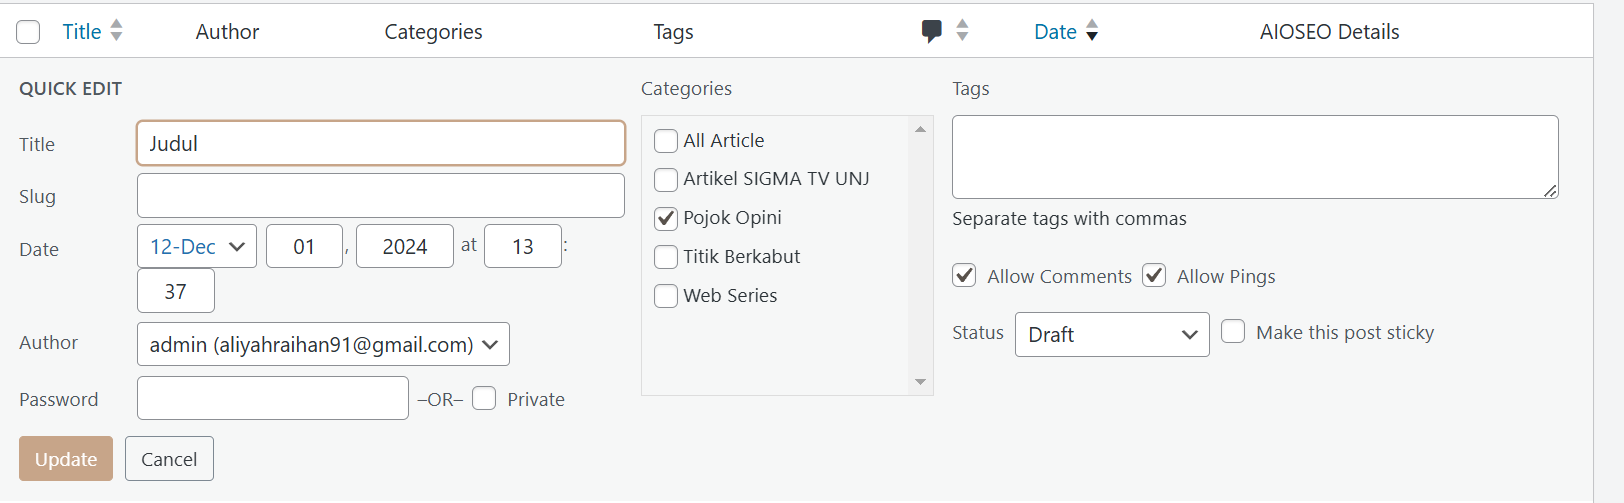 Title Author Categories Tags Date AIOSEO Details
QUICK EDIT
Title Judul
Slug
Date 12-Dec 01 , 2024 at 13 :
37
Author admin (aliyahraihan91@gmail.com)
Password –OR– Private
Update Cancel
Categories
All Article
Artikel SIGMA TV UNJ
Pojok Opini
Titik Berkabut
Web Series
Tags
Separate tags with commas
Allow Comments Allow Pings
Status Draft Make this post sticky